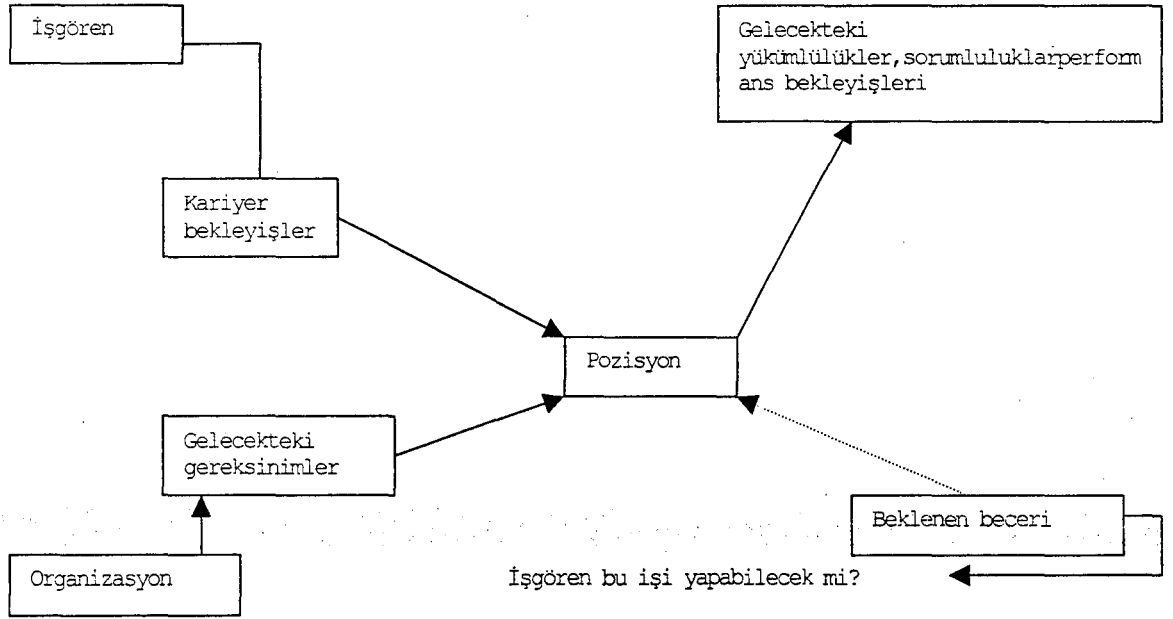 İşgören
Gelecekteki
yükümlülükler,sorumluluklarperform
ans bekleyişleri
Kariyer
bekleyişler
Pozisyon
Gelecekteki
gereksinimler
Beklenen beceri
Organizasyon
İşgören bu işi yapabilecek mi?